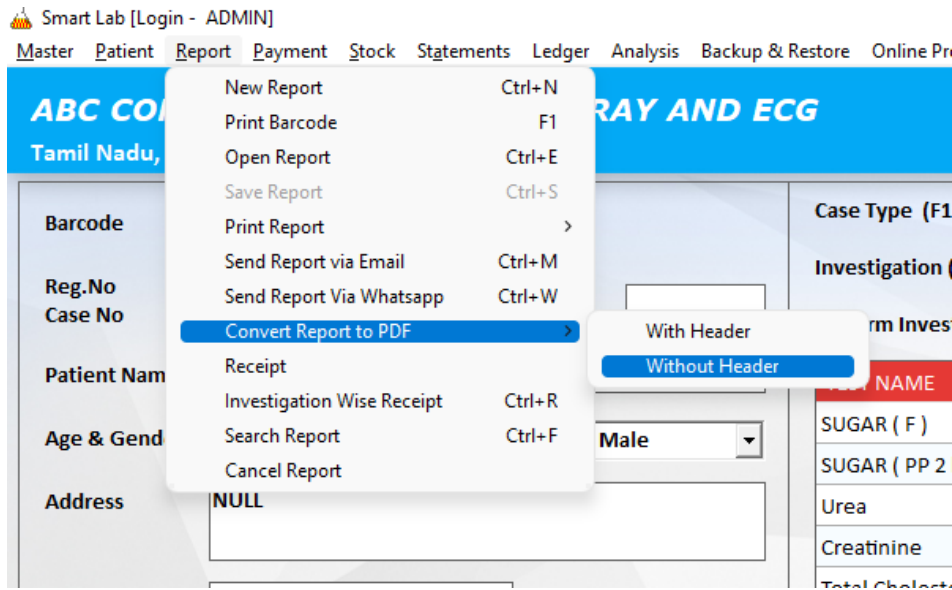 Smart Lab [Login - ADMIN]
Master Patient Report Payment Stock Statements Ledger Analysis Backup & Restore Online
ABC RAY AND ECG
Tamil Nadu,
New Report Ctrl+N
Print Barcode F1
Open Report Ctrl+E
Save Report Ctrl+S
Print Report >
Send Report via Email Ctrl+M
Send Report Via Whatsapp Ctrl+W
Convert Report to PDF >
Receipt
Investigation Wise Receipt Ctrl+R
Search Report Ctrl+F
Cancel Report
With Header
Without Header
Barcode
Reg.No
Case No
Patient Nam
Age & Gend
Male
Address
NULL
Case Type (F1
Investigation (
rm Inves
NAME
SUGAR ( F )
SUGAR ( PP 2
Urea
Creatinine